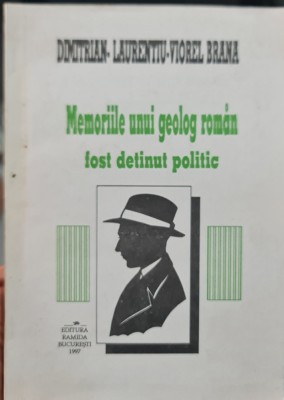 DIMITRIAN- LAURENTIU-VIOREL BRANA
Memoriile unui geolog român
fost detinut politic
EDITURA
RAMIDA
BUCUREŞTI
1997